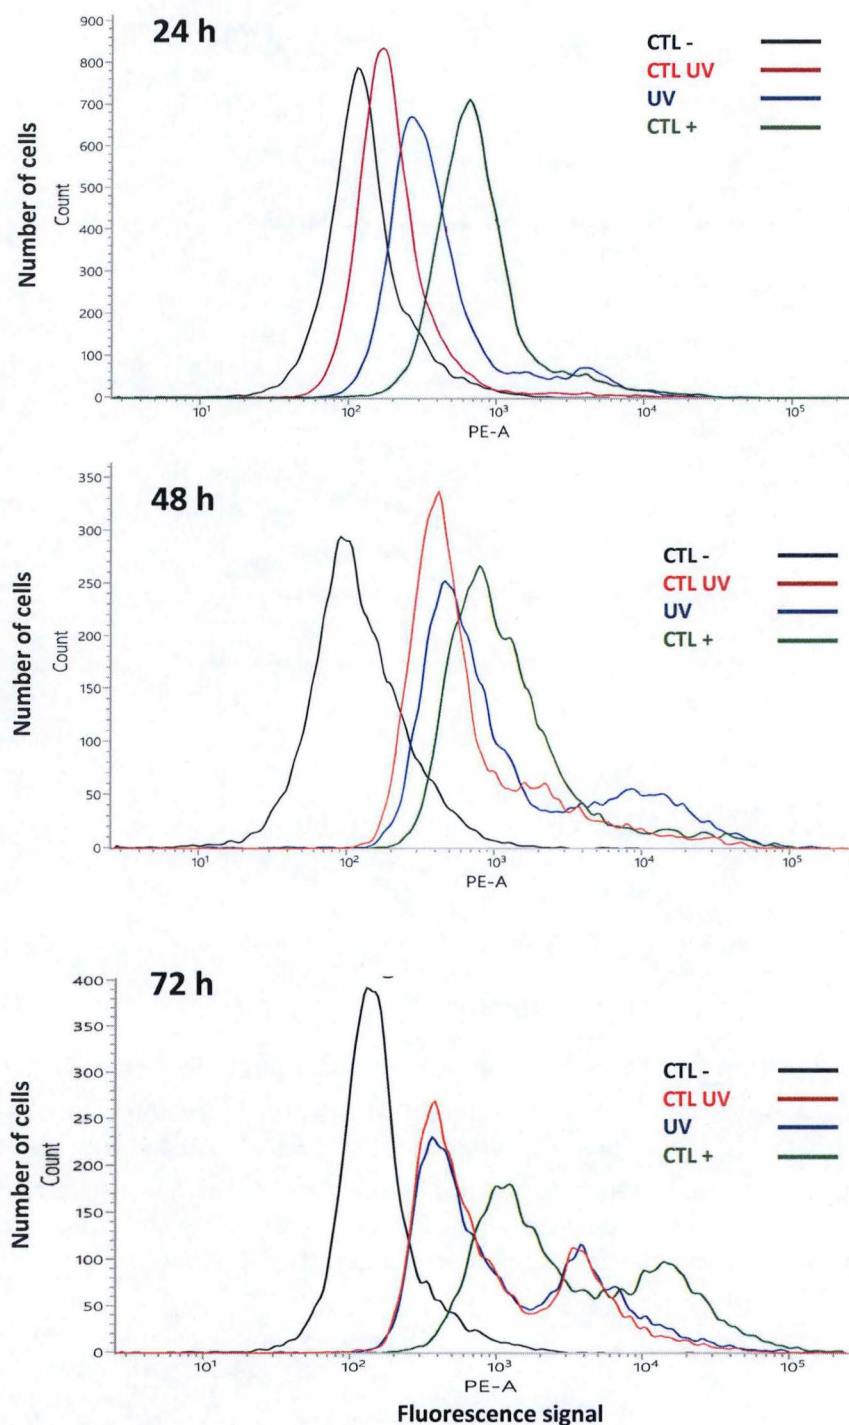 24 h
CTL -
CTL UV
UV
CTL +
Number of cells
Count
900
800
700
600
500
400
300
200
100
0
10¹
10²
10³
10⁴
10⁵
PE-A
48 h
CTL -
CTL UV
UV
CTL +
Number of cells
Count
350
300
250
200
150
100
50
0
10¹
10²
10³
10⁴
10⁵
PE-A
72 h
CTL -
CTL UV
UV
CTL +
Number of cells
Count
400
350
300
250
200
150
100
50
0
10¹
10²
10³
10⁴
10⁵
PE-A
Fluorescence signal